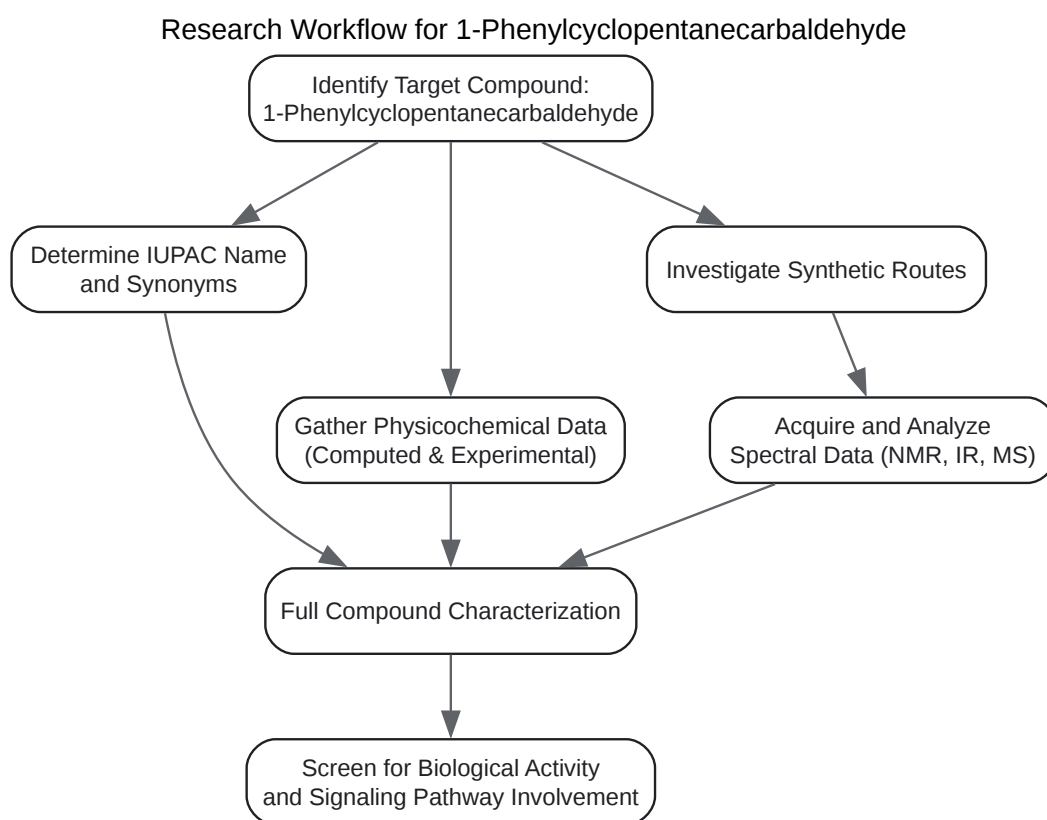 Research Workflow for 1-Phenylcyclopentanecarbaldehyde
Identify Target Compound:
1-Phenylcyclopentanecarbaldehyde
Determine IUPAC Name
and Synonyms
Investigate Synthetic Routes
Gather Physicochemical Data
(Computed & Experimental)
Acquire and Analyze
Spectral Data (NMR, IR, MS)
Full Compound Characterization
Screen for Biological Activity
and Signaling Pathway Involvement